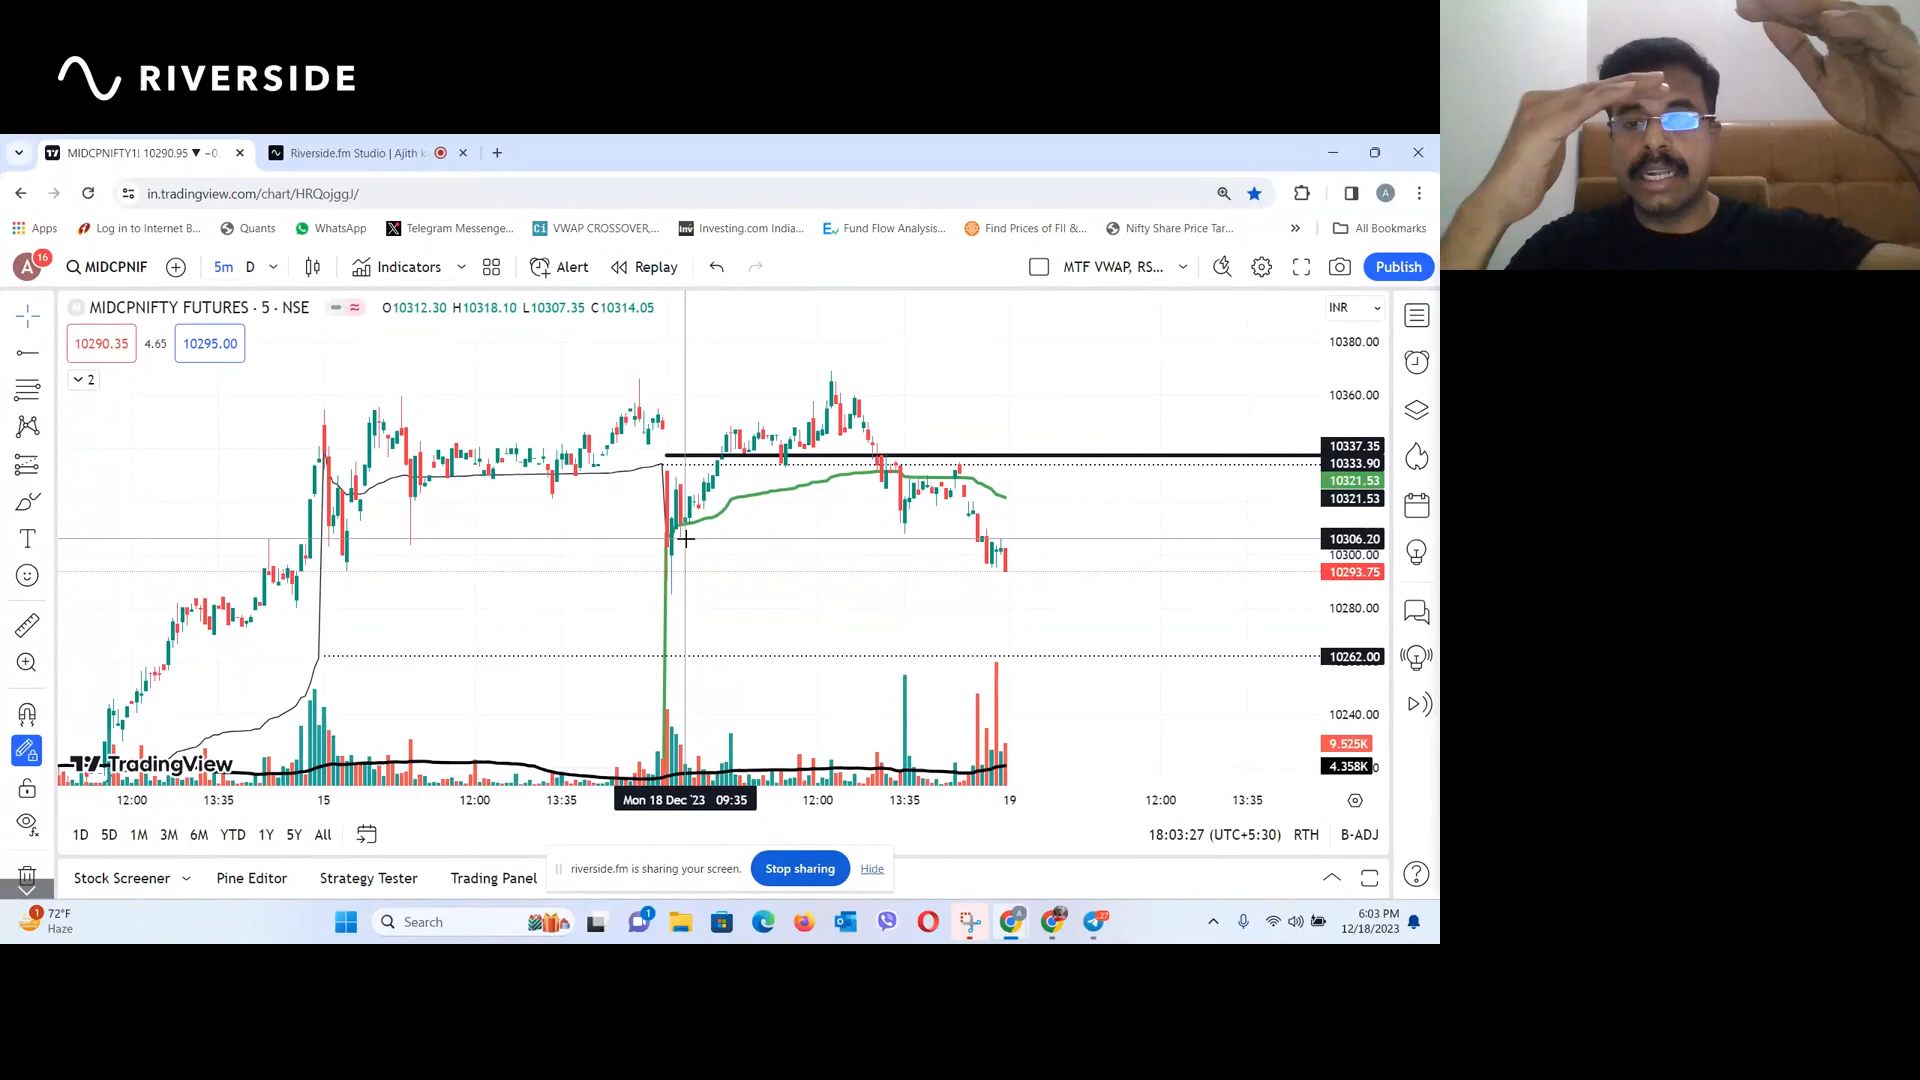 RIVERSIDE
MIDCPNIFTY1! 10290.95 ▼ −0.
Riverside.fm Studio | Ajith k
in.tradingview.com/chart/HRQojggJ/
A
Apps
Log in to Internet B...
Quants
WhatsApp
Telegram Messenge...
VWAP CROSSOVER,...
Investing.com India...
Fund Flow Analysis...
Find Prices of FII &...
Nifty Share Price Tar...
»
All Bookmarks
A
16
MIDCPNIF
5m
D
Indicators
Alert
Replay
MTF VWAP, RS...
Publish
MIDCPNIFTY FUTURES · 5 · NSE
O10312.30 H10318.10 L10307.35 C10314.05
INR
10290.35
4.65
10295.00
2
10380.00
10360.00
10337.35
10333.90
10321.53
10321.53
10306.20
10300.00
10293.75
10280.00
10262.00
10240.00
9.525K
4.358K
TradingView
12:00
13:35
15
12:00
13:35
Mon 18 Dec '23 09:35
12:00
13:35
19
12:00
13:35
1D
5D
1M
3M
6M
YTD
1Y
5Y
All
18:03:27 (UTC+5:30)
RTH
B-ADJ
riverside.fm is sharing your screen.
Stop sharing
Hide
Stock Screener
Pine Editor
Strategy Tester
Trading Panel
1
72°F
Haze
Search
1
27
6:03 PM
12/18/2023